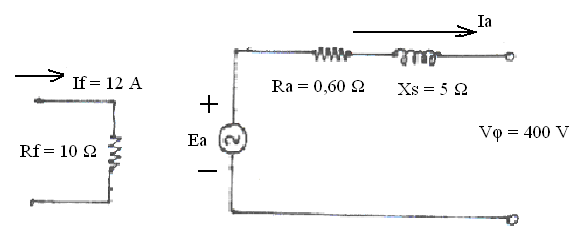 Ia
If = 12 A
Ra = 0,60 Ω
Xs = 5 Ω
+
Rf = 10 Ω
Ea
Vφ = 400 V
−